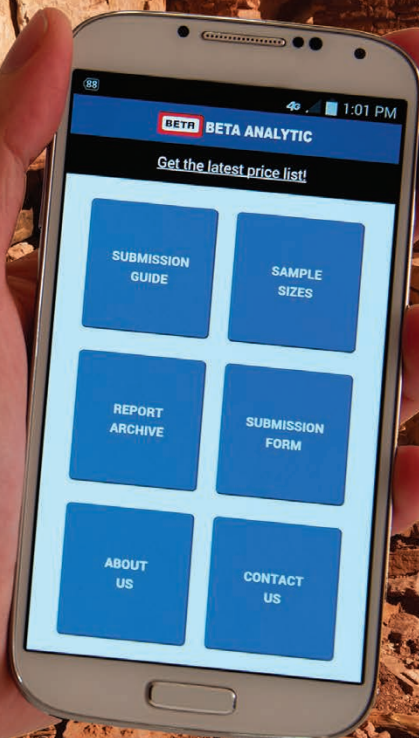 88
4G 1:01 PM
BETA BETA ANALYTIC
Get the latest price list!
SUBMISSION
GUIDE
SAMPLE
SIZES
REPORT
ARCHIVE
SUBMISSION
FORM
ABOUT
US
CONTACT
US